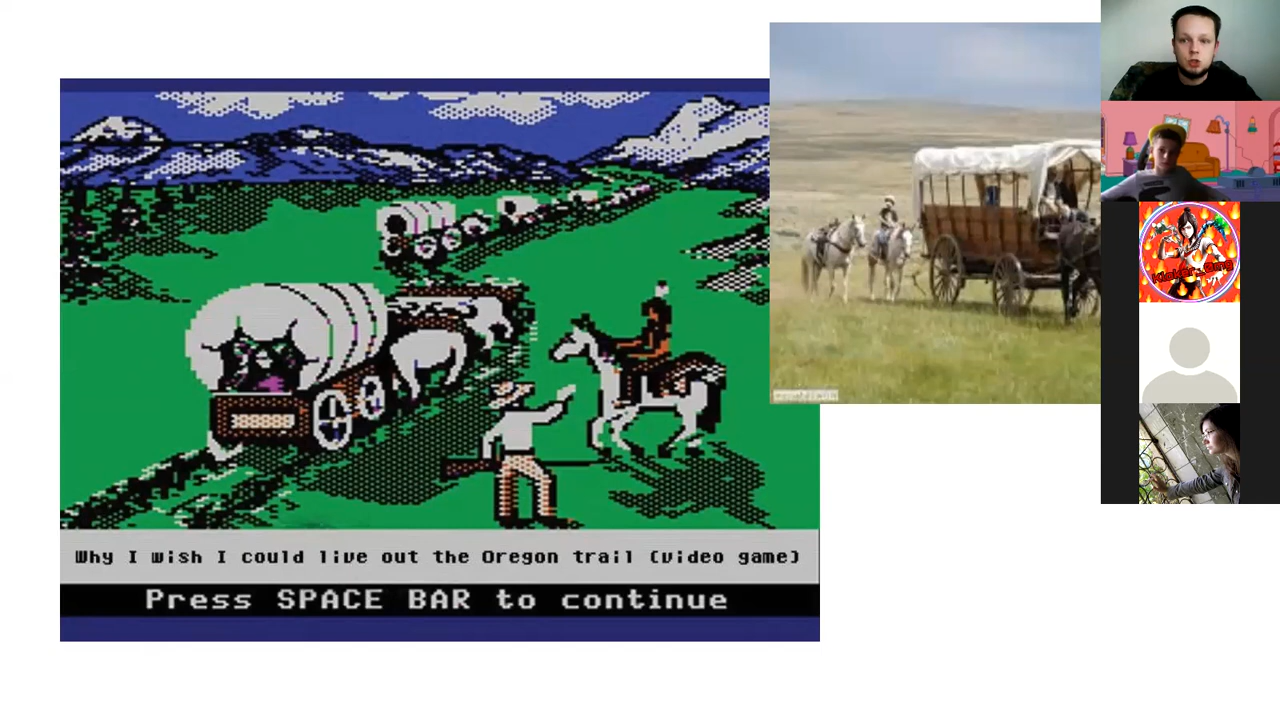 Why I wish I could live out the Oregon trail (video game)
Press SPACE BAR to continue